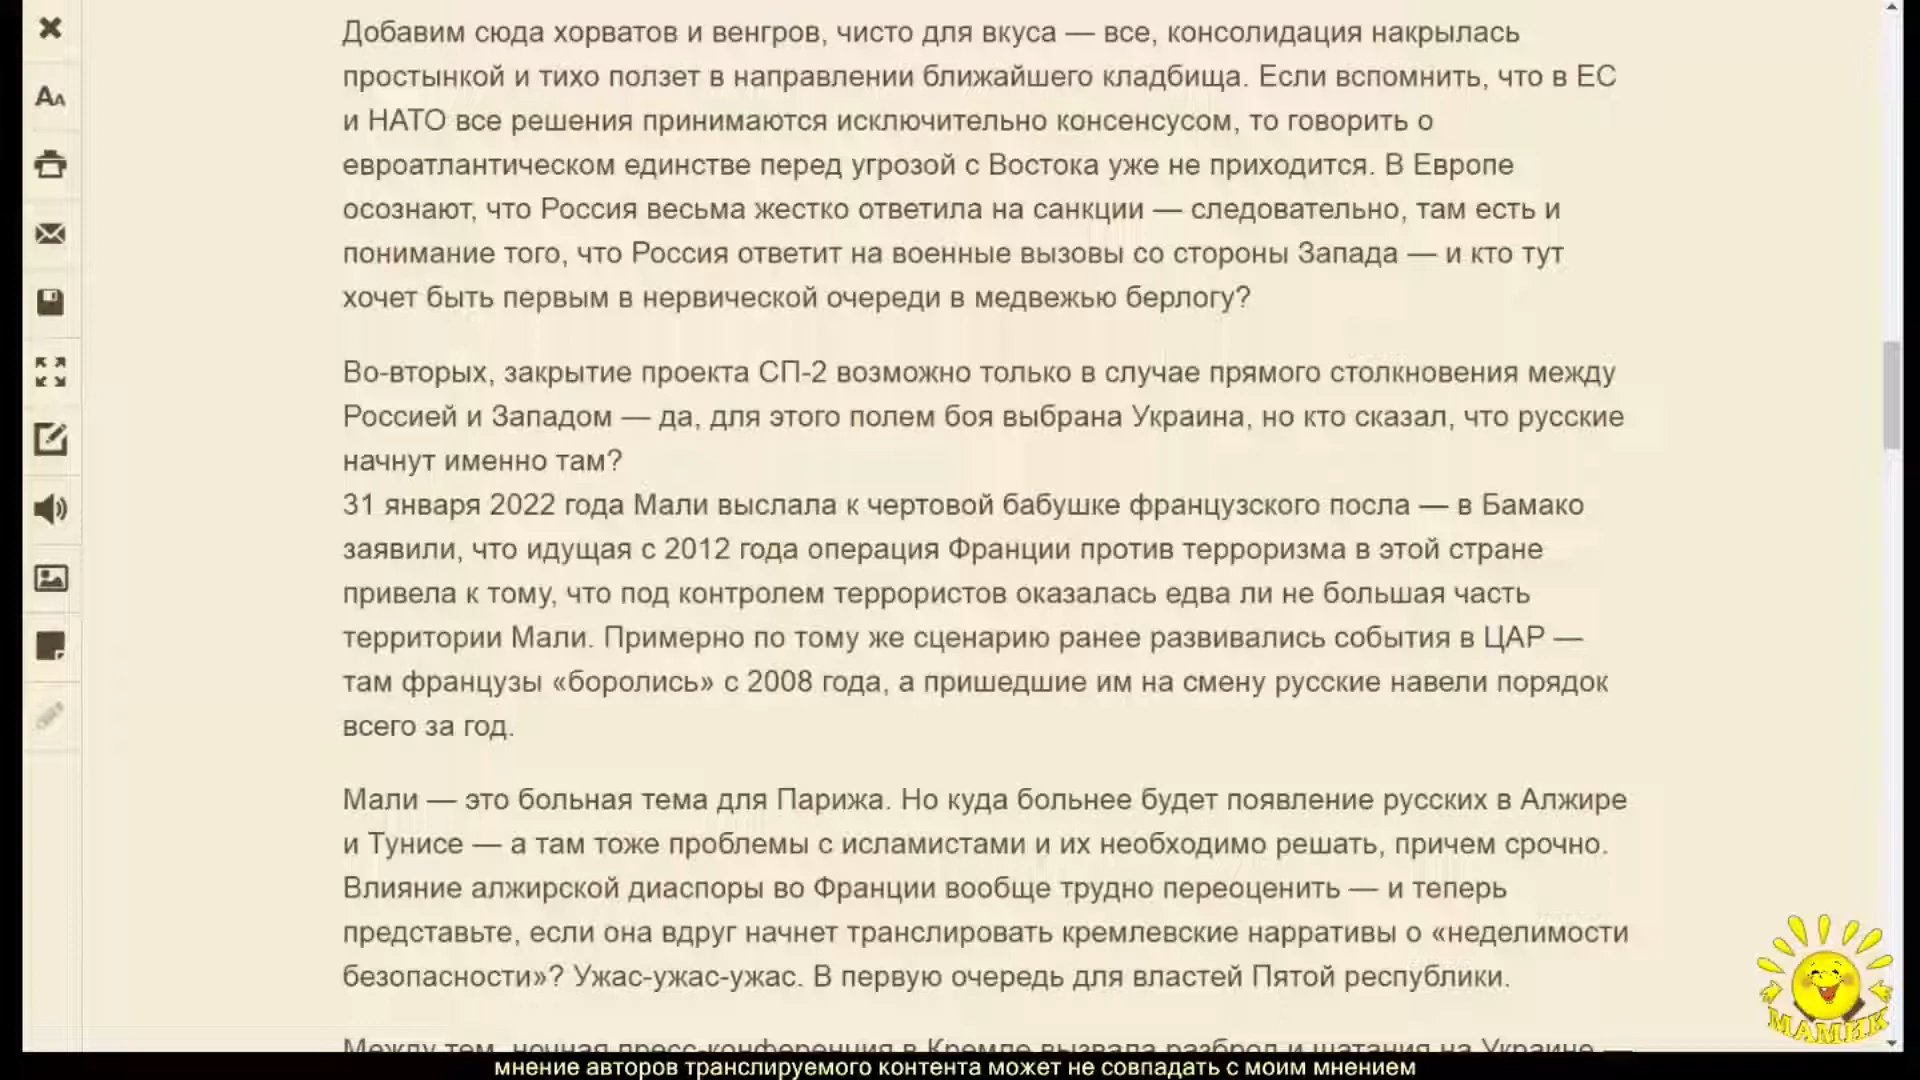 Добавим сюда хорватов и венгров, чисто для вкуса — все, консолидация накрылась
простынкой и тихо ползет в направлении ближайшего кладбища. Если вспомнить, что в ЕС
и НАТО все решения принимаются исключительно консенсусом, то говорить о
евроатлантическом единстве перед угрозой с Востока уже не приходится. В Европе
осознают, что Россия весьма жестко ответила на санкции — следовательно, там есть и
понимание того, что Россия ответит на военные вызовы со стороны Запада — и кто тут
хочет быть первым в нервической очереди в медвежью берлогу?
Во-вторых, закрытие проекта СП-2 возможно только в случае прямого столкновения между
Россией и Западом — да, для этого полем боя выбрана Украина, но кто сказал, что русские
начнут именно там?
31 января 2022 года Мали выслала к чертовой бабушке французского посла — в Бамако
заявили, что идущая с 2012 года операция Франции против терроризма в этой стране
привела к тому, что под контролем террористов оказалась едва ли не большая часть
территории Мали. Примерно по тому же сценарию ранее развивались события в ЦАР —
там французы «боролись» с 2008 года, а пришедшие им на смену русские навели порядок
всего за год.
Мали — это больная тема для Парижа. Но куда больнее будет появление русских в Алжире
и Тунисе — а там тоже проблемы с исламистами и их необходимо решать, причем срочно.
Влияние алжирской диаспоры во Франции вообще трудно переоценить — и теперь
представьте, если она вдруг начнет транслировать кремлевские нарративы о «неделимости
безопасности»? Ужас-ужас-ужас. В первую очередь для властей Пятой республики.
Между тем, ночная пресс-конференция в Кремле вызвала разброд и шатания на Украине —
МАМИК
мнение авторов транслируемого контента может не совпадать с моим мнением